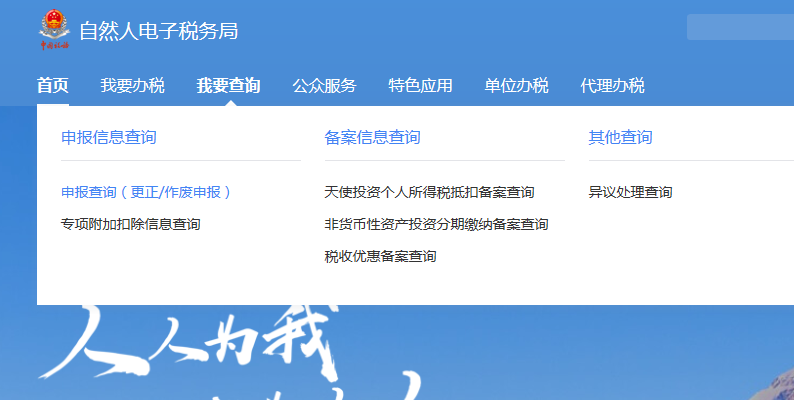 自然人电子税务局
首页 我要办税 我要查询 公众服务 特色应用 单位办税 代理办税
申报信息查询 备案信息查询 其他查询
申报查询（更正/作废申报） 天使投资个人所得税抵扣备案查询 异议处理查询
专项附加扣除信息查询 非货币性资产投资分期缴纳备案查询
税收优惠备案查询
人人为我